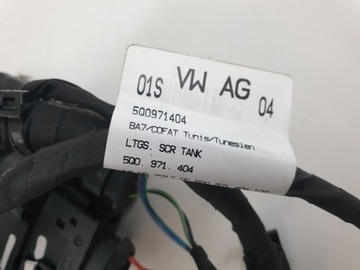 01S VW AG 04
5Q0971404
BA7/COFAT Tunis/Tunesien
LTGS. SCR TANK
5Q0. 971. 404